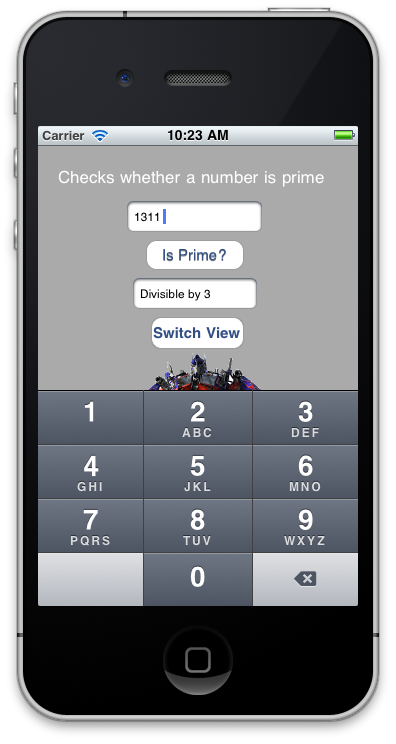 Carrier 10:23 AM
Checks whether a number is prime
1311
Is Prime?
Divisible by 3
Switch View
1 2 3
ABC DEF
4 5 6
GHI JKL MNO
7 8 9
PQRS TUV WXYZ
0